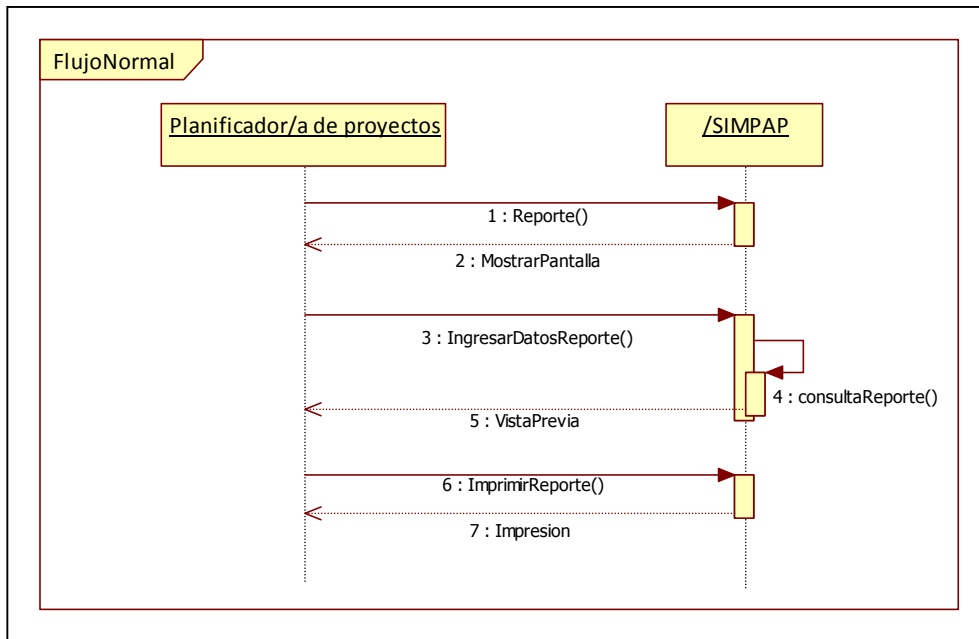 FlujoNormal
Planificador/a de proyectos
/SIMPAP
1 : Reporte()
2 : MostrarPantalla
3 : IngresarDatosReporte()
4 : consultaReporte()
5 : VistaPrevia
6 : ImprimirReporte()
7 : Impresion